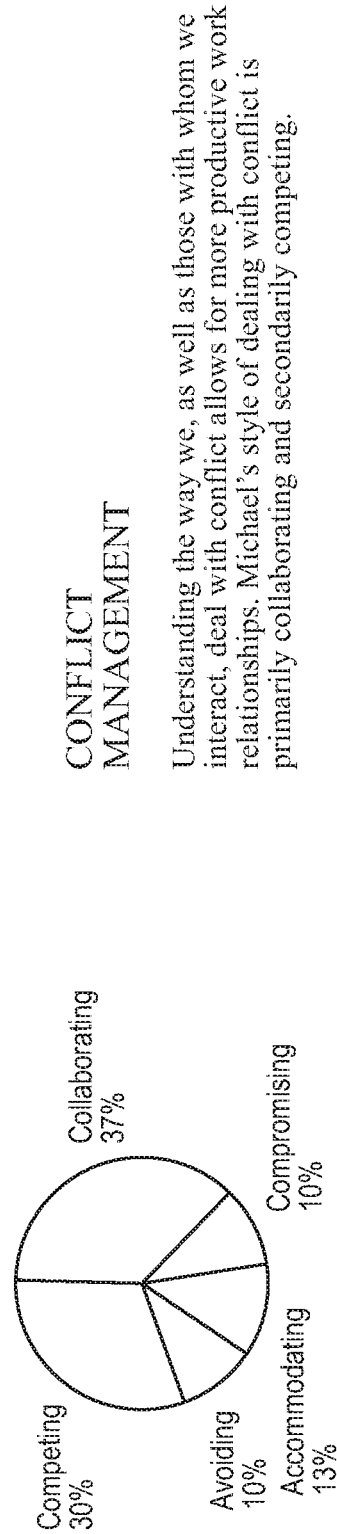 Competing
30%
Collaborating
37%
Avoiding
10%
Accommodating
13%
Compromising
10%
CONFLICT
MANAGEMENT
Understanding the way we, as well as those with whom we
interact, deal with conflict allows for more productive work
relationships. Michael's style of dealing with conflict is
primarily collaborating and secondarily competing.